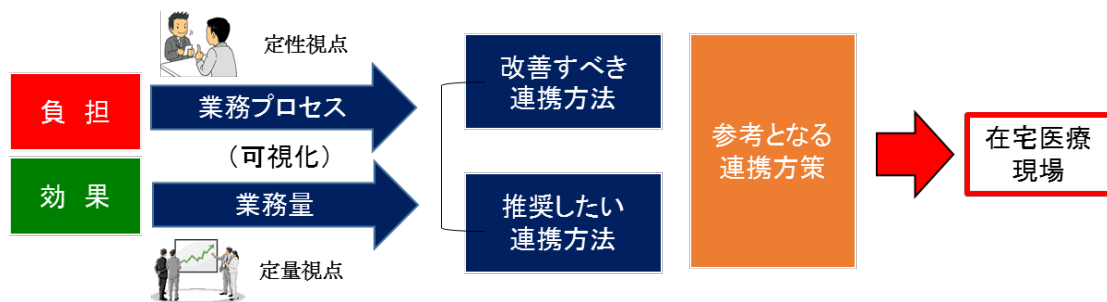 定性視点
負 担
業務プロセス
（可視化）
効 果
業務量
定量視点
改善すべき
連携方法
推奨したい
連携方法
参考となる
連携方策
在宅医療
現場